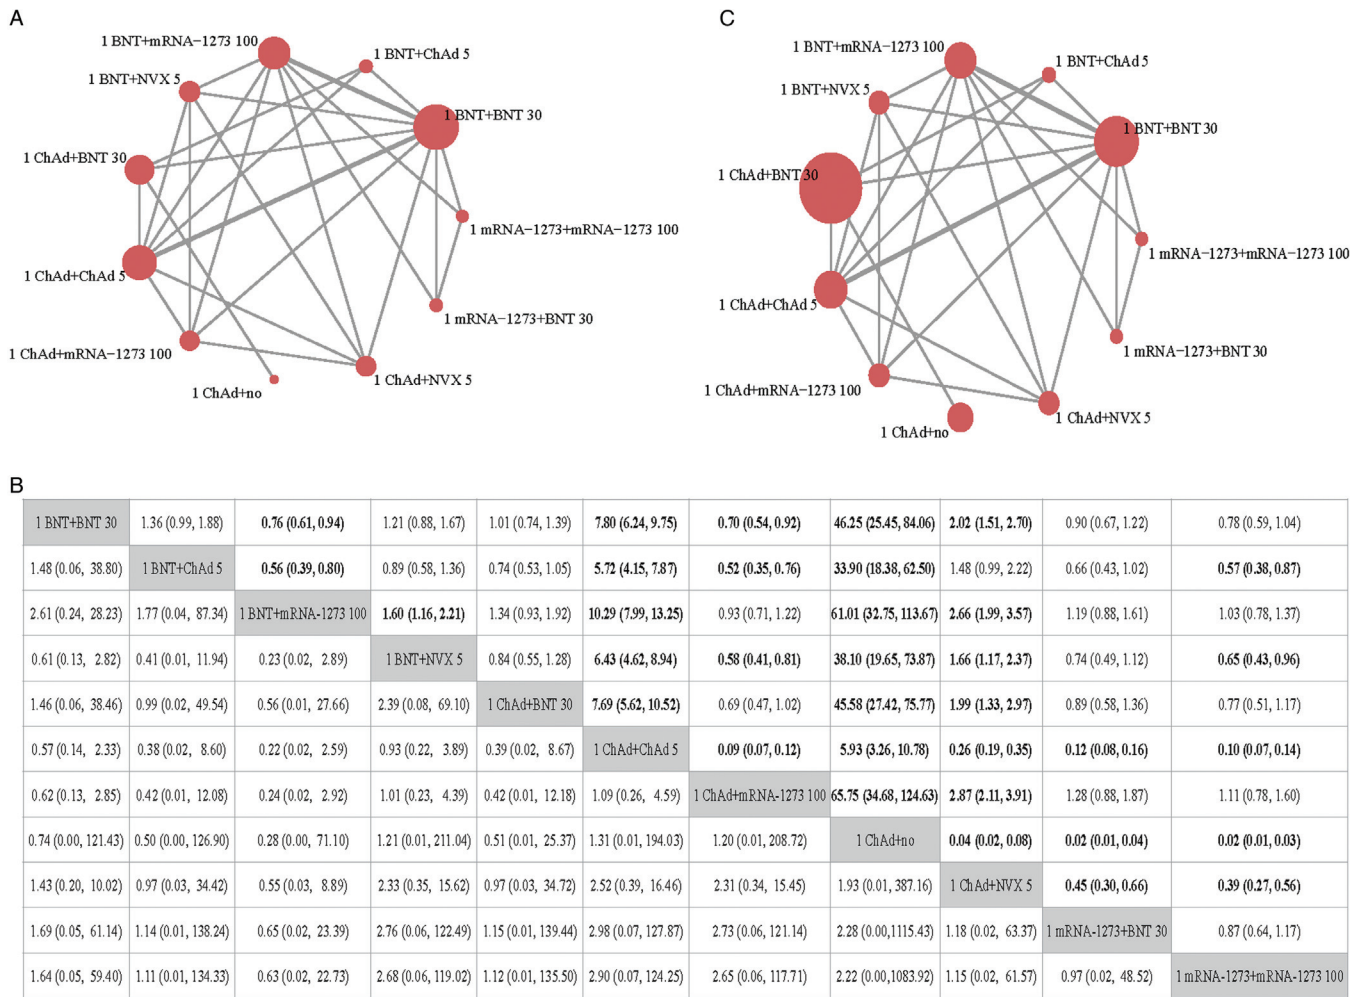 A
1 BNT+mRNA−1273 100
1 BNT+ChAd 5
1 BNT+NVX 5
1 BNT+BNT 30
1 ChAd+BNT 30
1 mRNA−1273+mRNA−1273 100
1 ChAd+ChAd 5
1 mRNA−1273+BNT 30
1 ChAd+mRNA−1273 100
1 ChAd+NVX 5
1 ChAd+no
C
1 BNT+mRNA−1273 100
1 BNT+ChAd 5
1 BNT+NVX 5
1 BNT+BNT 30
1 ChAd+BNT 30
1 mRNA−1273+mRNA−1273 100
1 ChAd+ChAd 5
1 mRNA−1273+BNT 30
1 ChAd+mRNA−1273 100
1 ChAd+NVX 5
1 ChAd+no
B
1 BNT+BNT 30 1.36 (0.99, 1.88) 0.76 (0.61, 0.94) 1.21 (0.88, 1.67) 1.01 (0.74, 1.39) 7.80 (6.24, 9.75) 0.70 (0.54, 0.92) 46.25 (25.45, 84.06) 2.02 (1.51, 2.70) 0.90 (0.67, 1.22) 0.78 (0.59, 1.04)
1.48 (0.06, 38.80) 1 BNT+ChAd 5 0.56 (0.39, 0.80) 0.89 (0.58, 1.36) 0.74 (0.53, 1.05) 5.72 (4.15, 7.87) 0.52 (0.35, 0.76) 33.90 (18.38, 62.50) 1.48 (0.99, 2.22) 0.66 (0.43, 1.02) 0.57 (0.38, 0.87)
2.61 (0.24, 28.23) 1.77 (0.04, 87.34) 1 BNT+mRNA-1273 100 1.60 (1.16, 2.21) 1.34 (0.93, 1.92) 10.29 (7.99, 13.25) 0.93 (0.71, 1.22) 61.01 (32.75, 113.67) 2.66 (1.99, 3.57) 1.19 (0.88, 1.61) 1.03 (0.78, 1.37)
0.61 (0.13, 2.82) 0.41 (0.01, 11.94) 0.23 (0.02, 2.89) 1 BNT+NVX 5 0.84 (0.55, 1.28) 6.43 (4.62, 8.94) 0.58 (0.41, 0.81) 38.10 (19.65, 73.87) 1.66 (1.17, 2.37) 0.74 (0.49, 1.12) 0.65 (0.43, 0.96)
1.46 (0.06, 38.46) 0.99 (0.02, 49.54) 0.56 (0.01, 27.66) 2.39 (0.08, 69.10) 1 ChAd+BNT 30 7.69 (5.62, 10.52) 0.69 (0.47, 1.02) 45.58 (27.42, 75.77) 1.99 (1.33, 2.97) 0.89 (0.58, 1.36) 0.77 (0.51, 1.17)
0.57 (0.14, 2.33) 0.38 (0.02, 8.60) 0.22 (0.02, 2.59) 0.93 (0.22, 3.89) 0.39 (0.02, 8.67) 1 ChAd+ChAd 5 0.09 (0.07, 0.12) 5.93 (3.26, 10.78) 0.26 (0.19, 0.35) 0.12 (0.08, 0.16) 0.10 (0.07, 0.14)
0.62 (0.13, 2.85) 0.42 (0.01, 12.08) 0.24 (0.02, 2.92) 1.01 (0.23, 4.39) 0.42 (0.01, 12.18) 1.09 (0.26, 4.59) 1 ChAd+mRNA-1273 100 65.75 (34.68, 124.63) 2.87 (2.11, 3.91) 1.28 (0.88, 1.87) 1.11 (0.78, 1.60)
0.74 (0.00, 121.43) 0.50 (0.00, 126.90) 0.28 (0.00, 71.10) 1.21 (0.01, 211.04) 0.51 (0.01, 25.37) 1.31 (0.01, 194.03) 1.20 (0.01, 208.72) 1 ChAd+no 0.04 (0.02, 0.08) 0.02 (0.01, 0.04) 0.02 (0.01, 0.03)
1.43 (0.20, 10.02) 0.97 (0.03, 34.42) 0.55 (0.03, 8.89) 2.33 (0.35, 15.62) 0.97 (0.03, 34.72) 2.52 (0.39, 16.46) 2.31 (0.34, 15.45) 1.93 (0.01, 387.16) 1 ChAd+NVX 5 0.45 (0.30, 0.66) 0.39 (0.27, 0.56)
1.69 (0.05, 61.14) 1.14 (0.01, 138.24) 0.65 (0.02, 23.39) 2.76 (0.06, 122.49) 1.15 (0.01, 139.44) 2.98 (0.07, 127.87) 2.73 (0.06, 121.14) 2.28 (0.00,1115.43) 1.18 (0.02, 63.37) 1 mRNA-1273+BNT 30 0.87 (0.64, 1.17)
1.64 (0.05, 59.40) 1.11 (0.01, 134.33) 0.63 (0.02, 22.73) 2.68 (0.06, 119.02) 1.12 (0.01, 135.50) 2.90 (0.07, 124.25) 2.65 (0.06, 117.71) 2.22 (0.00,1083.92) 1.15 (0.02, 61.57) 0.97 (0.02, 48.52) 1 mRNA-1273+mRNA-1273 100